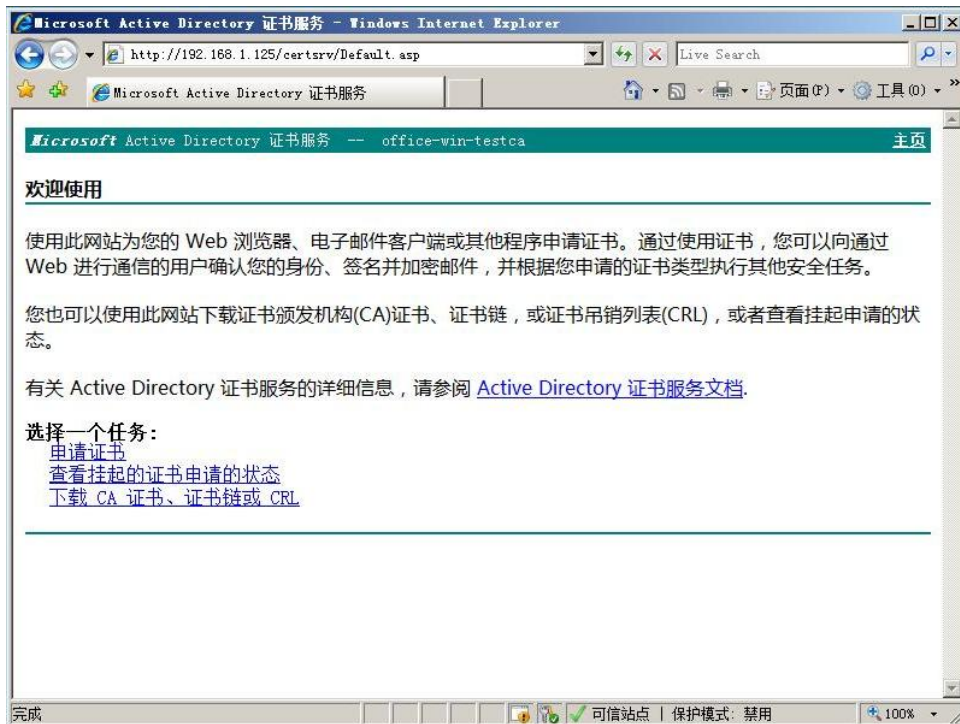 Microsoft Active Directory 证书服务 - Windows Internet Explorer
http://192.168.1.125/certsrv/Default.asp
Live Search
Microsoft Active Directory 证书服务
页面(P)
工具(O)
»
Microsoft Active Directory 证书服务 -- office-win-testca
主页
欢迎使用
使用此网站为您的 Web 浏览器、电子邮件客户端或其他程序申请证书。通过使用证书，您可以向通过
Web 进行通信的用户确认您的身份、签名并加密邮件，并根据您申请的证书类型执行其他安全任务。
您也可以使用此网站下载证书颁发机构(CA)证书、证书链，或证书吊销列表(CRL)，或者查看挂起申请的状
态。
有关 Active Directory 证书服务的详细信息，请参阅 Active Directory 证书服务文档.
选择一个任务:
申请证书
查看挂起的证书申请的状态
下载 CA 证书、证书链或 CRL
完成
可信站点 | 保护模式: 禁用
100%